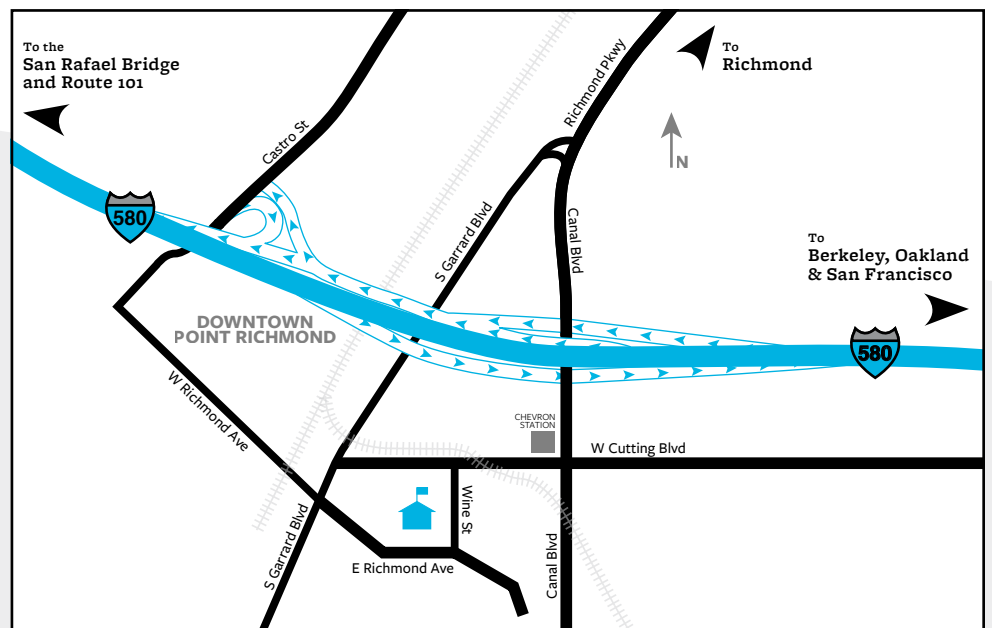 To the
San Rafael Bridge
and Route 101
To
Richmond
Richmond Pkwy
Castro St
N
580
S Garrard Blvd
Canal Blvd
To
Berkeley, Oakland
& San Francisco
DOWNTOWN
POINT RICHMOND
580
W Richmond Ave
CHEVRON
STATION
W Cutting Blvd
Wine St
S Garrard Blvd
E Richmond Ave
Canal Blvd